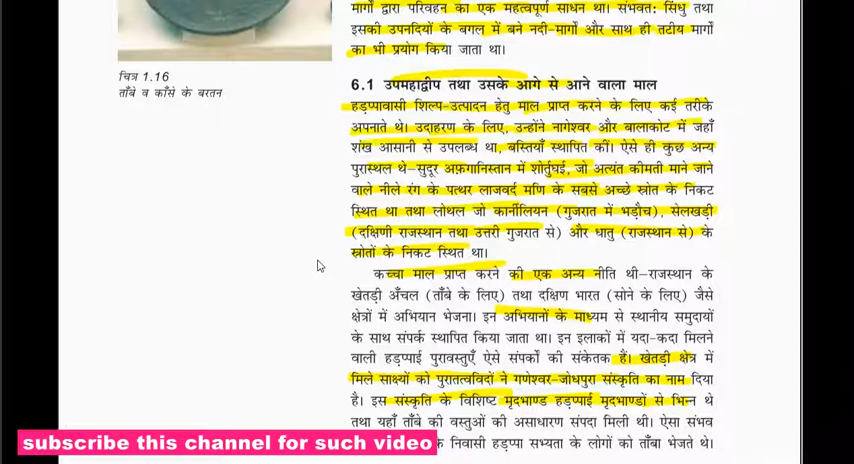 मार्गों द्वारा परिवहन का एक महत्वपूर्ण साधन था। संभवत: सिंधु तथा
इसकी उपनदियों के बगल में बने नदी-मार्गों और साथ ही तटीय मार्गों
का भी प्रयोग किया जाता था।
चित्र 1.16
ताँबे व काँसे के बरतन
6.1 उपमहाद्वीप तथा उसके आगे से आने वाला माल
हड़प्पावासी शिल्प-उत्पादन हेतु माल प्राप्त करने के लिए कई तरीके
अपनाते थे। उदाहरण के लिए, उन्होंने नागेश्वर और बालाकोट में जहाँ
शंख आसानी से उपलब्ध था, बस्तियाँ स्थापित कीं। ऐसे ही कुछ अन्य
पुरास्थल थे–सुदूर अफ़गानिस्तान में शोर्तुघई, जो अत्यंत कीमती माने जाने
वाले नीले रंग के पत्थर लाजवर्द मणि के सबसे अच्छे स्रोत के निकट
स्थित था तथा लोथल जो कार्नीलियन (गुजरात में भड़ौच), सेलखड़ी
(दक्षिणी राजस्थान तथा उत्तरी गुजरात से) और धातु (राजस्थान से) के
स्रोतों के निकट स्थित था।
कच्चा माल प्राप्त करने की एक अन्य नीति थी–राजस्थान के
खेतड़ी अँचल (ताँबे के लिए) तथा दक्षिण भारत (सोने के लिए) जैसे
क्षेत्रों में अभियान भेजना। इन अभियानों के माध्यम से स्थानीय समुदायों
के साथ संपर्क स्थापित किया जाता था। इन इलाकों में यदा-कदा मिलने
वाली हड़प्पाई पुरावस्तुएँ ऐसे संपर्कों की संकेतक हैं। खेतड़ी क्षेत्र में
मिले साक्ष्यों को पुरातत्वविदों ने गणेश्वर-जोधपुरा संस्कृति का नाम दिया
है। इस संस्कृति के विशिष्ट मृदभाण्ड हड़प्पाई मृदभाण्डों से भिन्न थे
तथा यहाँ ताँबे की वस्तुओं की असाधारण संपदा मिली थी। ऐसा संभव
के निवासी हड़प्पा सभ्यता के लोगों को ताँबा भेजते थे।
subscribe this channel for such video